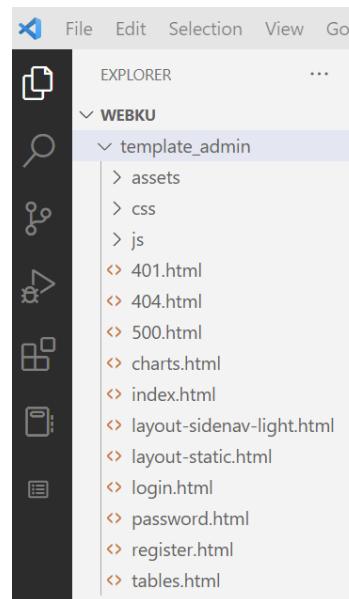 File Edit Selection View Go
EXPLORER ...
WEBKU
template_admin
assets
css
js
401.html
404.html
500.html
charts.html
index.html
layout-sidenav-light.html
layout-static.html
login.html
password.html
register.html
tables.html